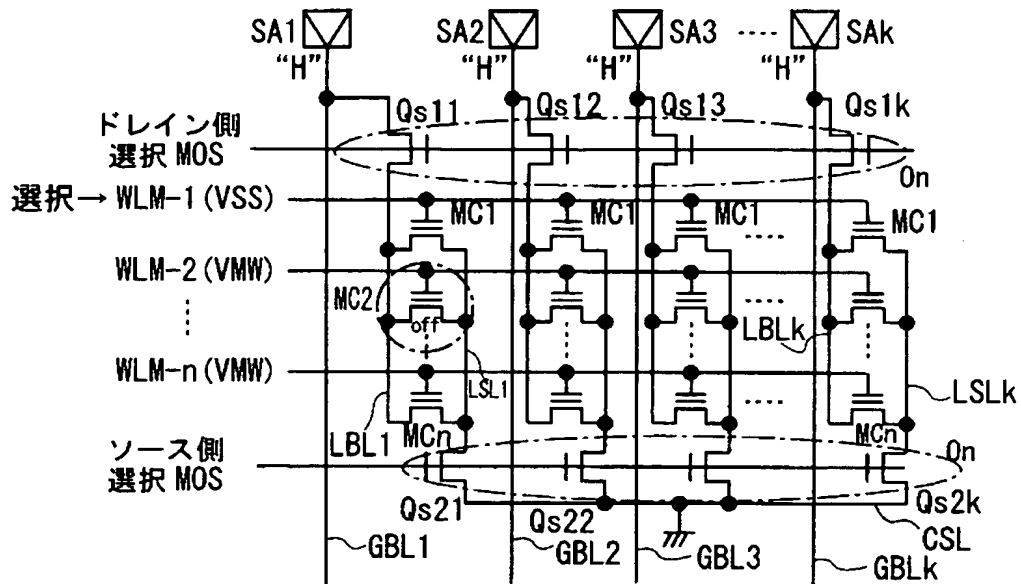 SA1 SA2 SA3 ···· SAk
“H” “H” “H” “H”
Qs11 Qs12 Qs13 Qs1k
ドレイン側
選択 MOS
On
選択→ WLM-1(VSS)
MC1 MC1 MC1 MC1
WLM-2(VMW)
MC2
off
LBLk
WLM-n(VMW)
LSL1
LSLk
LBL1
MCn MCn
ソース側
選択 MOS
On
Qs21 Qs22 Qs2k
CSL
GBL1 GBL2 GBL3 GBLk